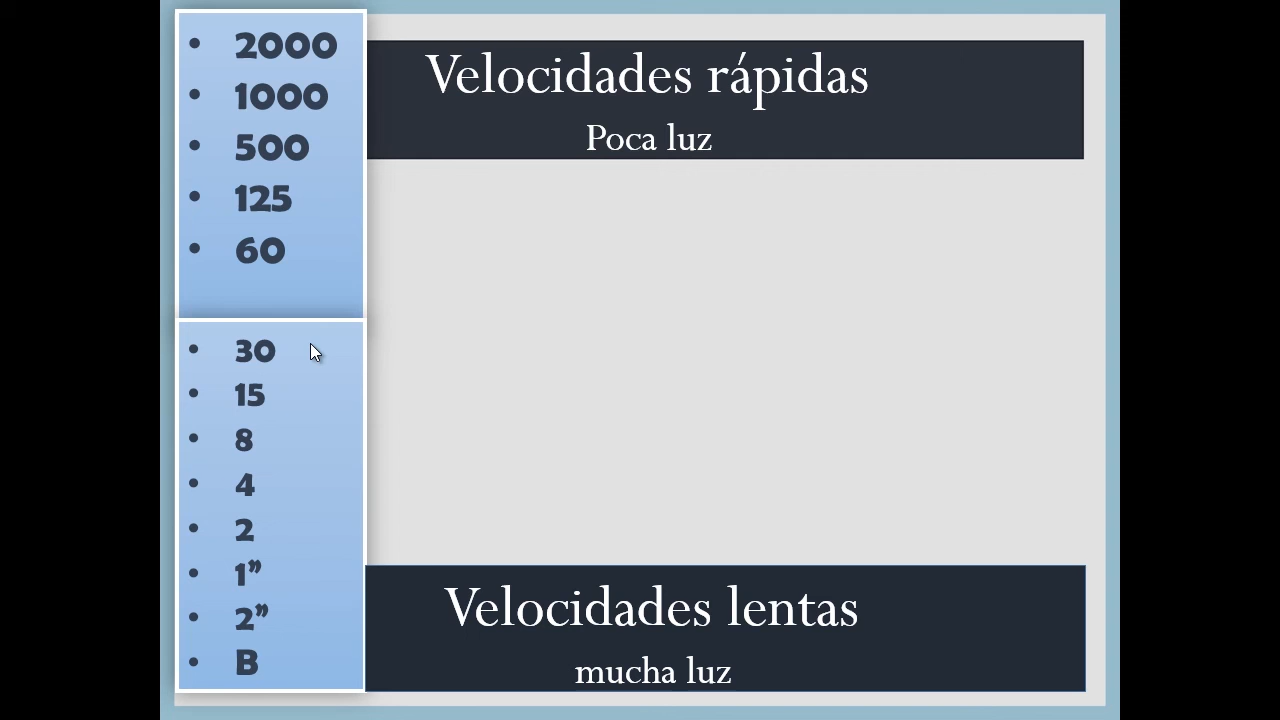 • 2000
• 1000
• 500
• 125
• 60
Velocidades rápidas
Poca luz
• 30
• 15
• 8
• 4
• 2
• 1”
• 2”
• B
Velocidades lentas
mucha luz